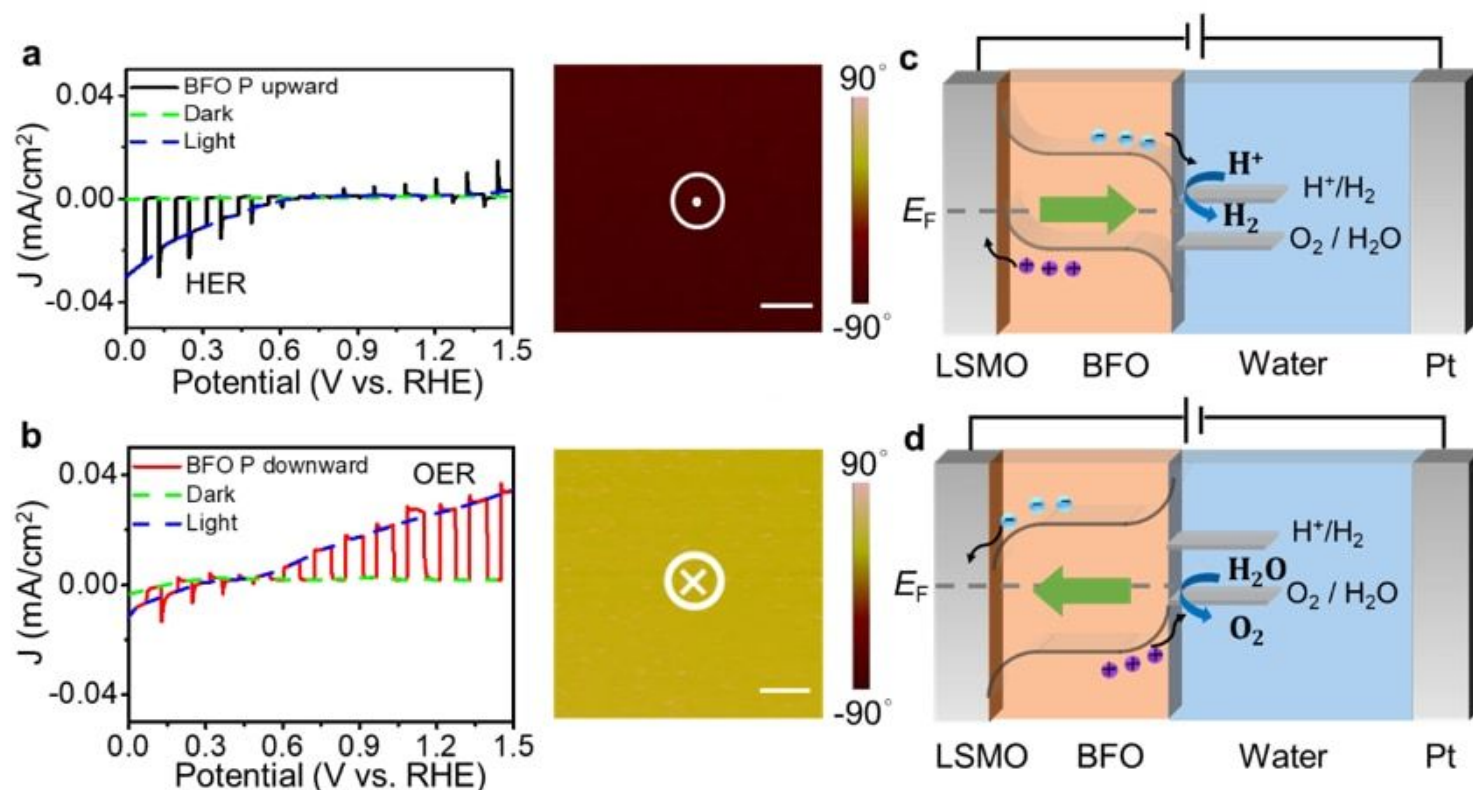 a
0.04
0.00
-0.04
J (mA/cm²)
BFO P upward
Dark
Light
HER
0.0 0.3 0.6 0.9 1.2 1.5
Potential (V vs. RHE)
90°
-90°
c
E_F
H⁺
H₂
H⁺/H₂
O₂ / H₂O
LSMO BFO Water Pt
b
0.04
0.00
-0.04
J (mA/cm²)
BFO P downward
Dark
Light
OER
0.0 0.3 0.6 0.9 1.2 1.5
Potential (V vs. RHE)
90°
-90°
d
E_F
H⁺/H₂
H₂O
O₂ / H₂O
O₂
LSMO BFO Water Pt